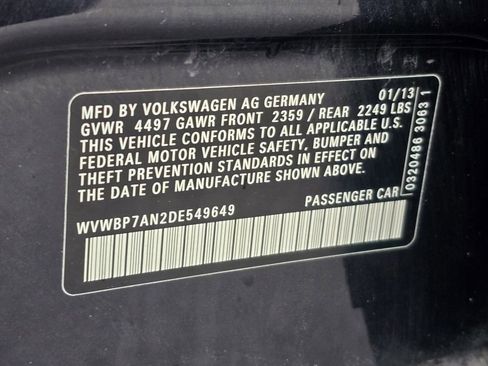 MFD BY VOLKSWAGEN AG GERMANY 01/13
GVWR 4497 GAWR FRONT 2359 / REAR 2249 LBS
THIS VEHICLE CONFORMS TO ALL APPLICABLE U.S.
FEDERAL MOTOR VEHICLE SAFETY, BUMPER AND
THEFT PREVENTION STANDARDS IN EFFECT ON
THE DATE OF MANUFACTURE SHOWN ABOVE.
WVWBP7AN2DE549649 PASSENGER CAR
0320486 3063 1